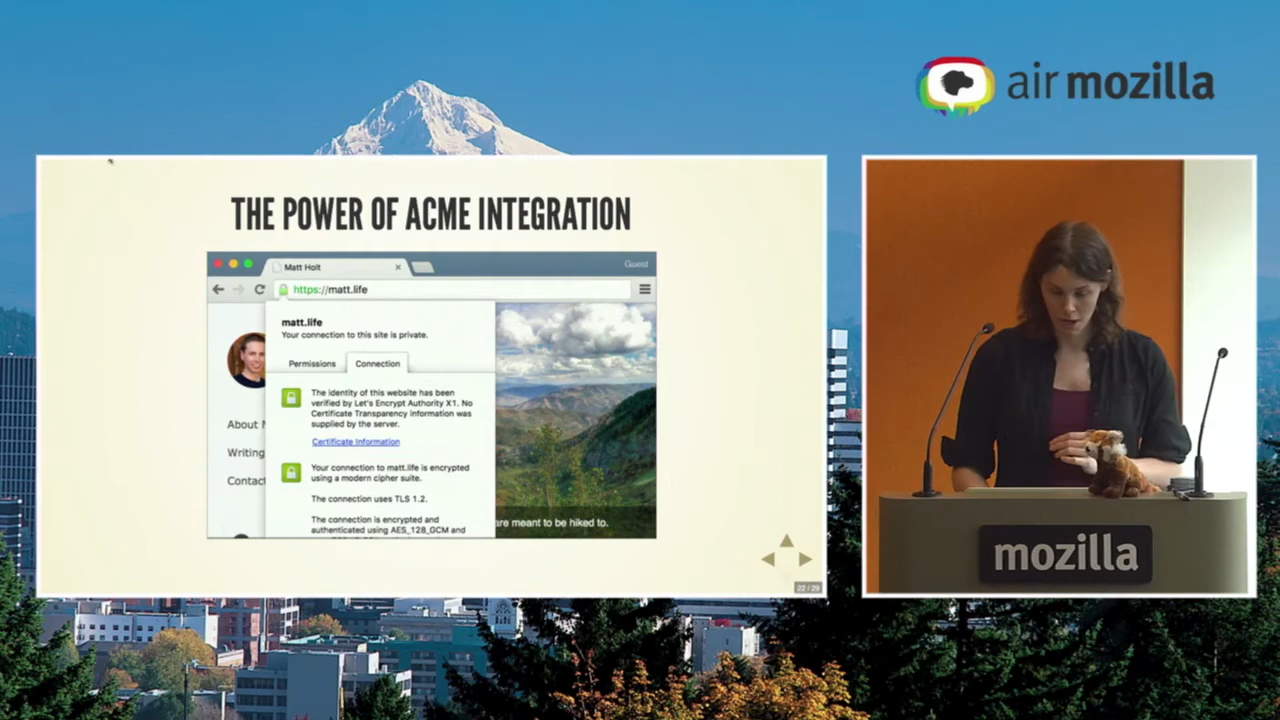 air mozilla
THE POWER OF ACME INTEGRATION
Matt Holt
Guest
https://matt.life
matt.life
Your connection to this site is private.
Permissions
Connection
The identity of this website has been
verified by Let's Encrypt Authority X1. No
Certificate Transparency information was
supplied by the server.
Certificate Information
Your connection to matt.life is encrypted
using a modern cipher suite.
The connection uses TLS 1.2.
The connection is encrypted and
authenticated using AES_128_GCM and
About
Writing
Contact
are meant to be hiked to.
22 / 29
mozilla